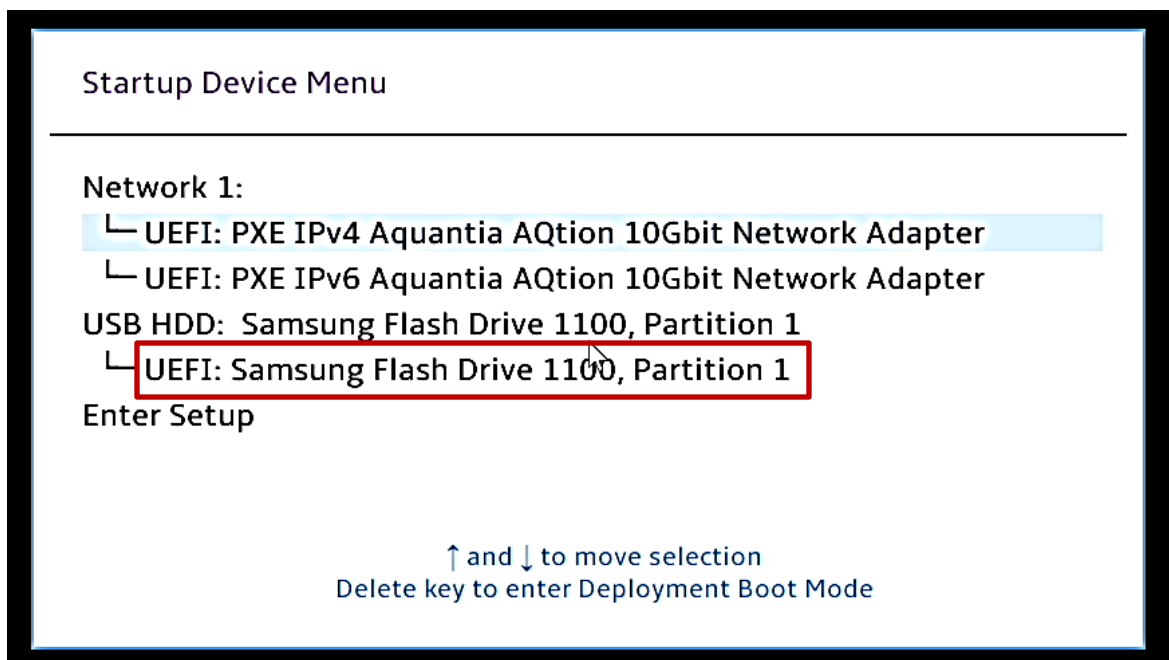 Startup Device Menu
Network 1:
UEFI: PXE IPv4 Aquantia AQtion 10Gbit Network Adapter
UEFI: PXE IPv6 Aquantia AQtion 10Gbit Network Adapter
USB HDD:  Samsung Flash Drive 1100, Partition 1
UEFI: Samsung Flash Drive 1100, Partition 1
Enter Setup
↑ and ↓ to move selection
Delete key to enter Deployment Boot Mode